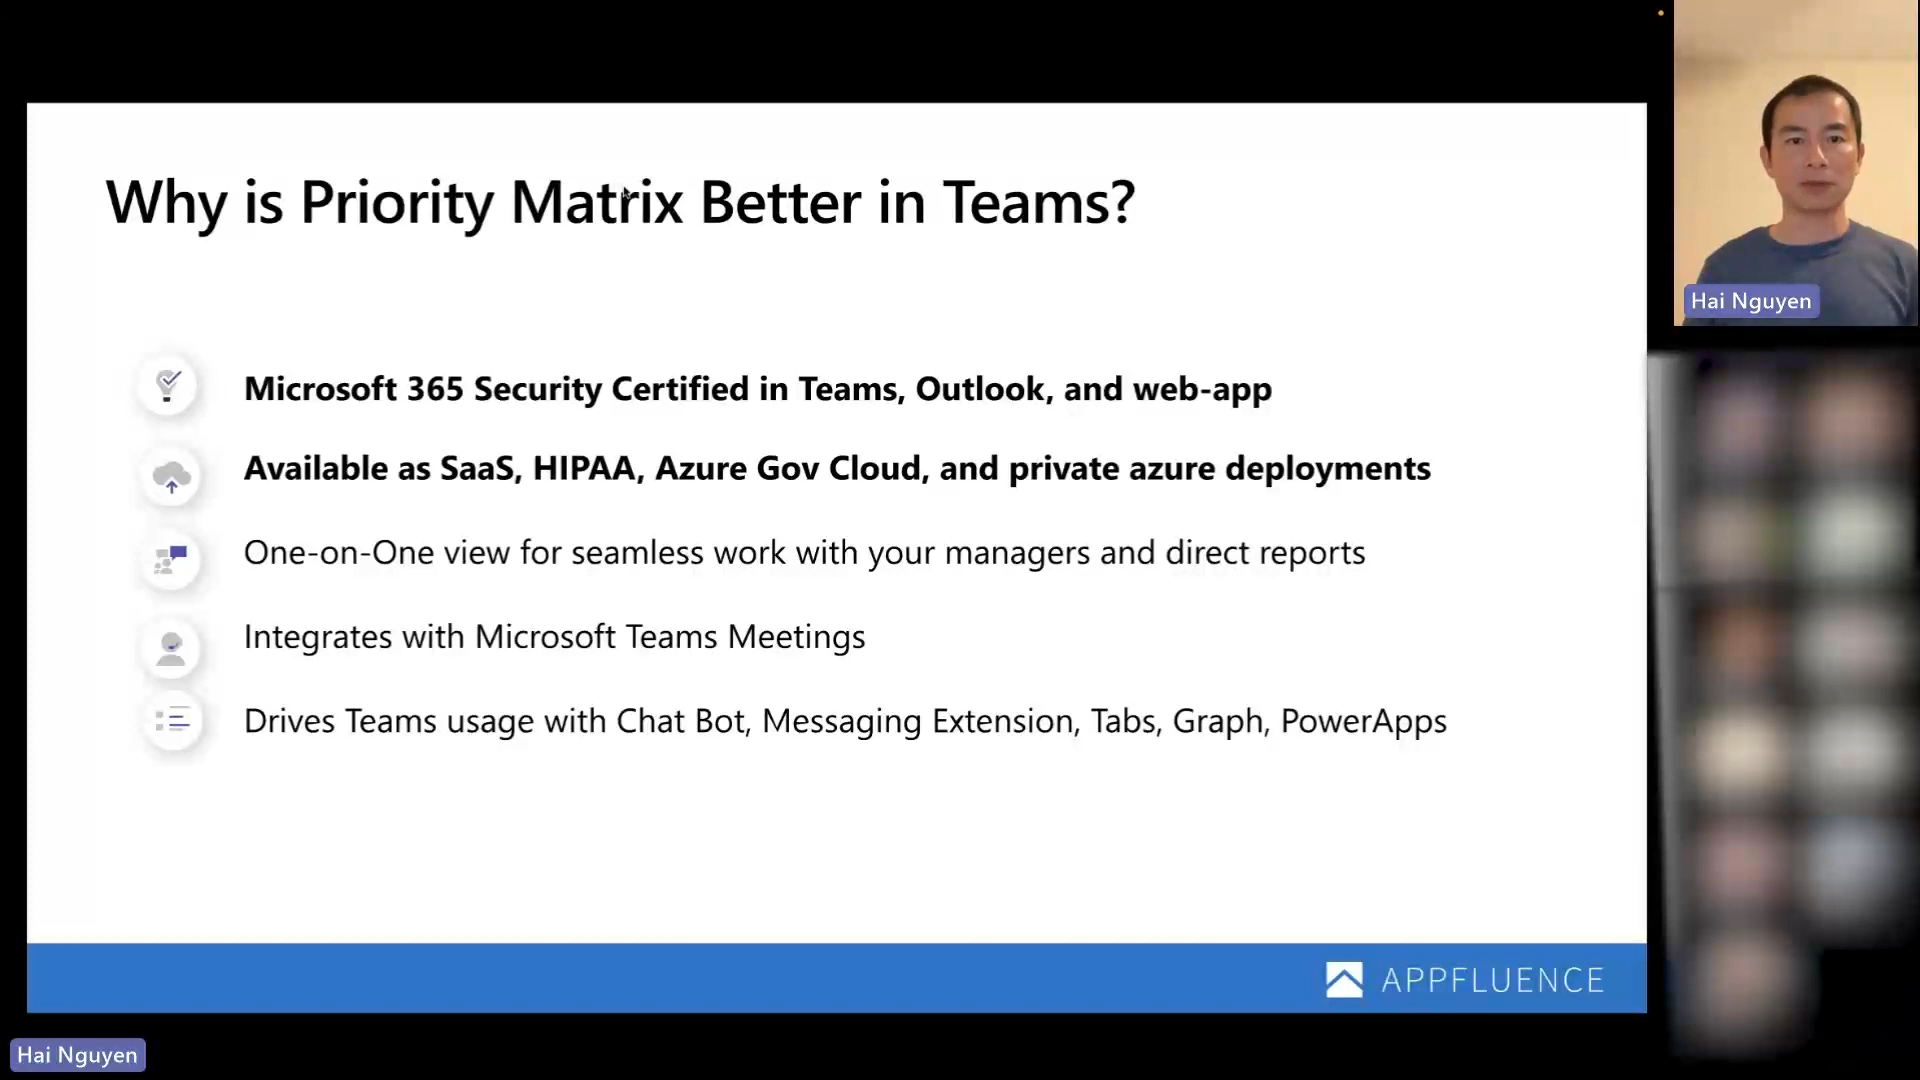 Why is Priority Matrix Better in Teams?
Microsoft 365 Security Certified in Teams, Outlook, and web-app
Available as SaaS, HIPAA, Azure Gov Cloud, and private azure deployments
One-on-One view for seamless work with your managers and direct reports
Integrates with Microsoft Teams Meetings
Drives Teams usage with Chat Bot, Messaging Extension, Tabs, Graph, PowerApps
APPFLUENCE
Hai Nguyen
Hai Nguyen